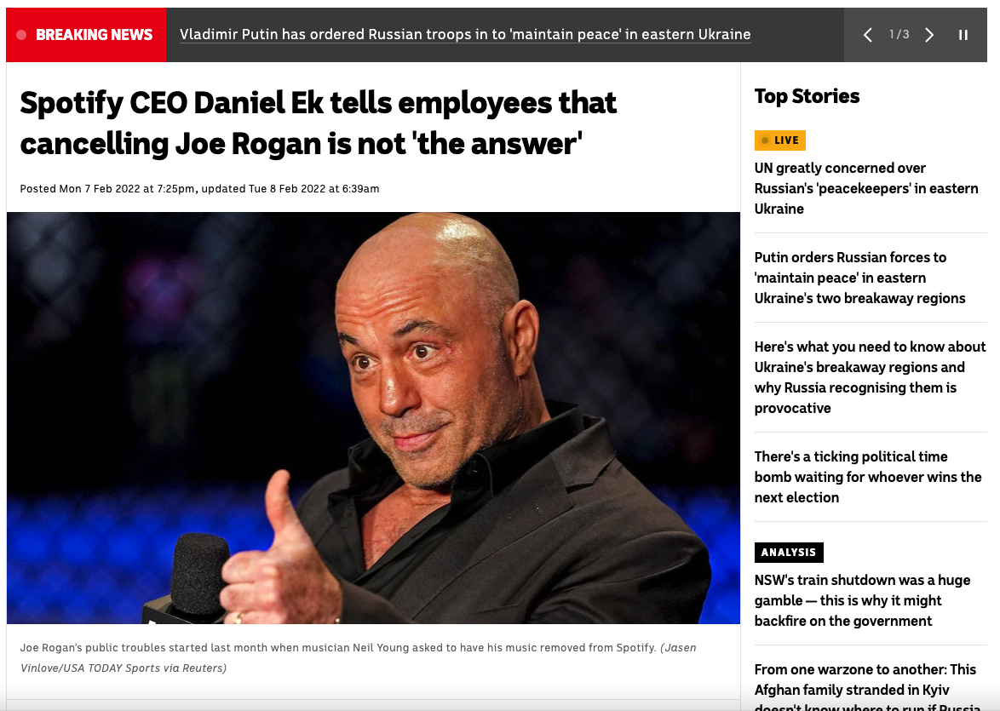 BREAKING NEWS
Vladimir Putin has ordered Russian troops in to 'maintain peace' in eastern Ukraine
1/3
Spotify CEO Daniel Ek tells employees that
cancelling Joe Rogan is not 'the answer'
Posted Mon 7 Feb 2022 at 7:25pm, updated Tue 8 Feb 2022 at 6:39am
Joe Rogan's public troubles started last month when musician Neil Young asked to have his music removed from Spotify. (Jasen
Vinlove/USA TODAY Sports via Reuters)
Top Stories
LIVE
UN greatly concerned over
Russian's 'peacekeepers' in eastern
Ukraine
Putin orders Russian forces to
'maintain peace' in eastern
Ukraine's two breakaway regions
Here's what you need to know about
Ukraine's breakaway regions and
why Russia recognising them is
provocative
There's a ticking political time
bomb waiting for whoever wins the
next election
ANALYSIS
NSW's train shutdown was a huge
gamble — this is why it might
backfire on the government
From one warzone to another: This
Afghan family stranded in Kyiv
doesn't know where to run if Russia